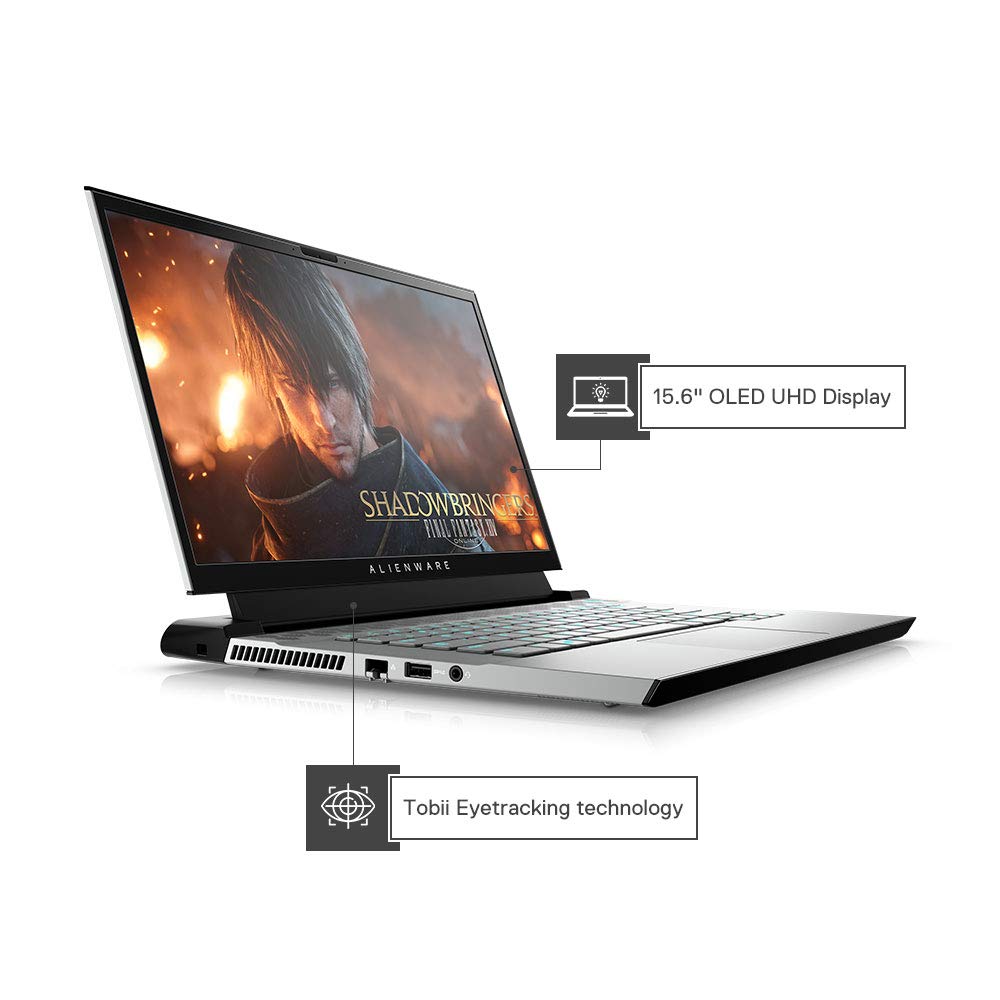 15.6" OLED UHD Display
SHADOWBRINGERS
FINAL FANTASY XIV
ONLINE
ALIENWARE
Tobii Eyetracking technology